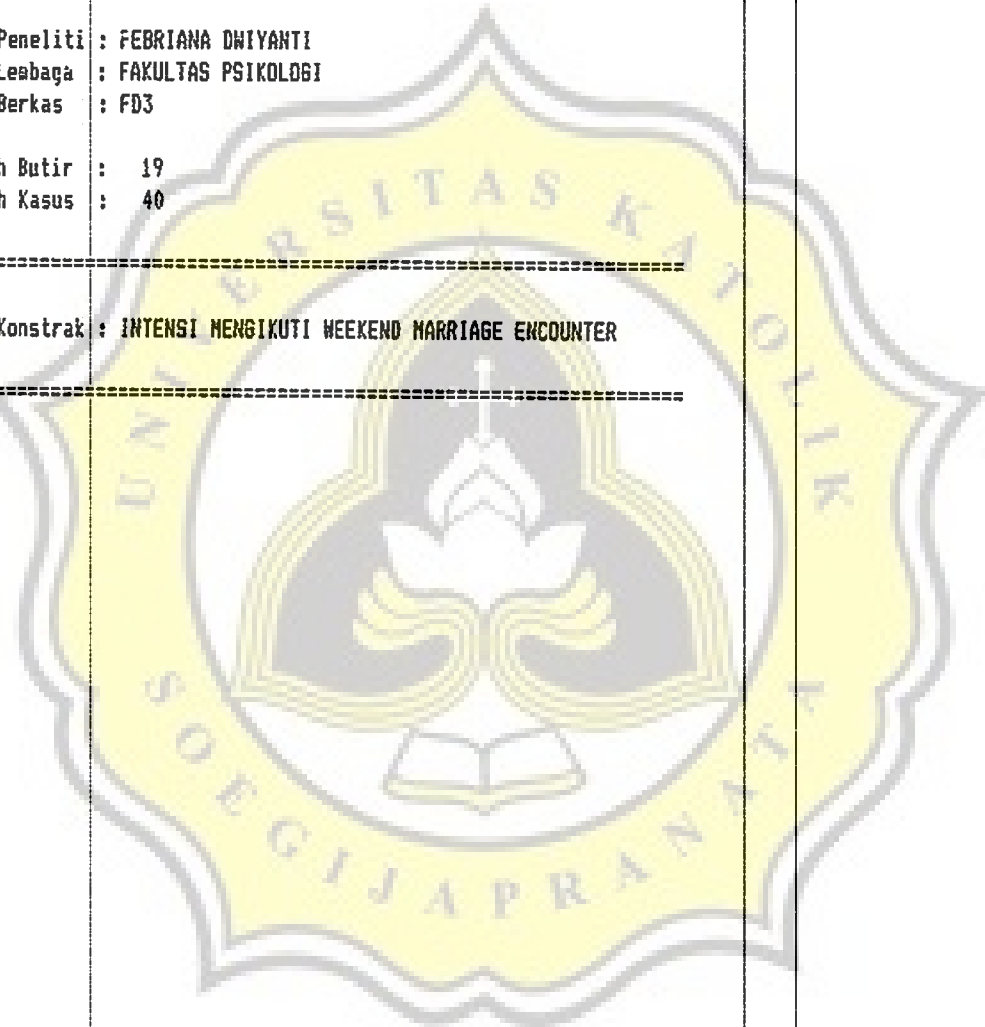 Peneliti : FEBRIANA DWIYANTI
Lembaga : FAKULTAS PSIKOLOGI
Berkas : FD3
h Butir : 19
h Kasus : 40
================================================
Konstrak : INTENSI MENGIKUTI WEEKEND MARRIAGE ENCOUNTER
================================================
UNIVERSITAS KATOLIK
SOEGIJAPRANATA